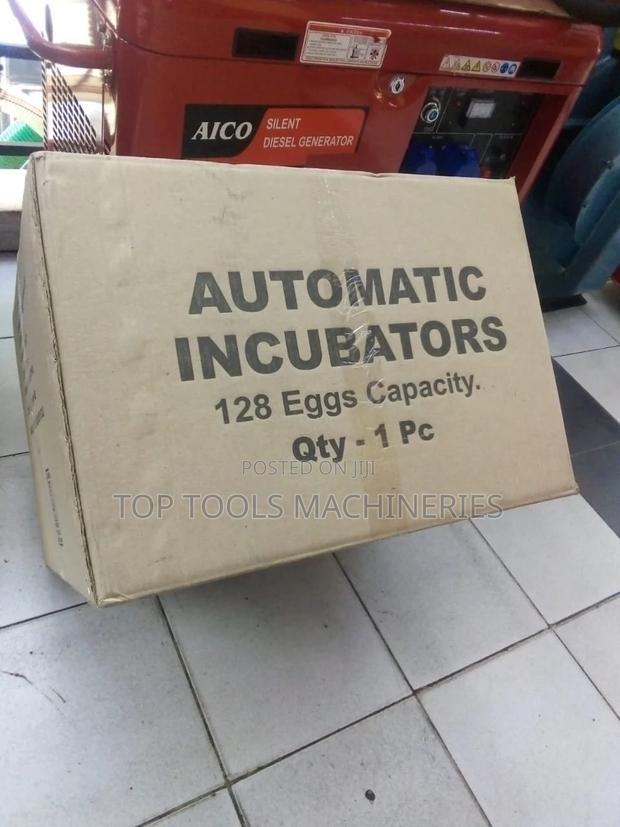 AICO
SILENT
DIESEL GENERATOR
AUTOMATIC
INCUBATORS
128 Eggs Capacity.
Qty - 1 Pc
POSTED ON JIJI
TOP TOOLS MACHINERIES